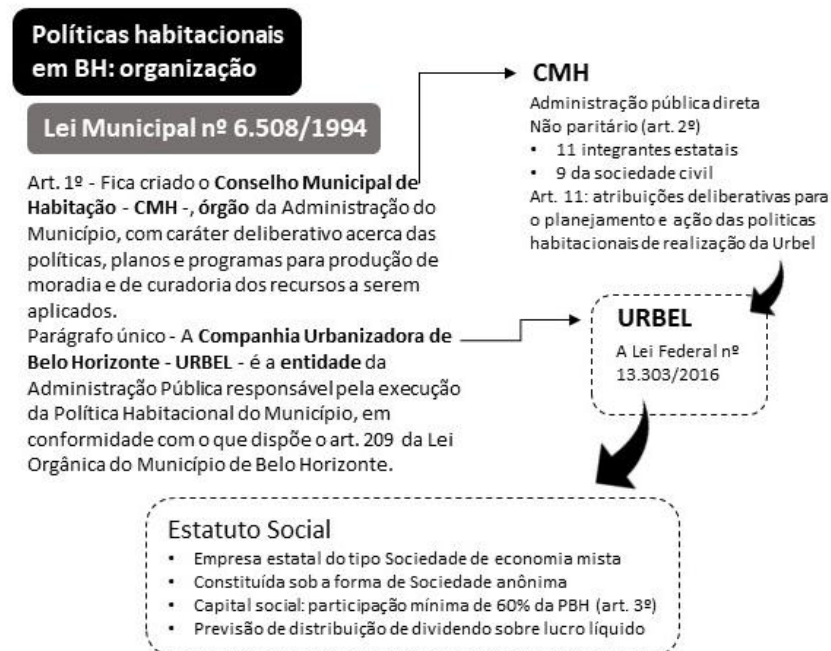 Políticas habitacionais
em BH: organização
Lei Municipal nº 6.508/1994
Art. 1º - Fica criado o Conselho Municipal de
Habitação - CMH -, órgão da Administração do
Município, com caráter deliberativo acerca das
políticas, planos e programas para produção de
moradia e de curadoria dos recursos a serem
aplicados.
Parágrafo único - A Companhia Urbanizadora de
Belo Horizonte - URBEL - é a entidade da
Administração Pública responsável pela execução
da Política Habitacional do Município, em
conformidade com o que dispõe o art. 209 da Lei
Orgânica do Município de Belo Horizonte.
CMH
Administração pública direta
Não paritário (art. 2º)
• 11 integrantes estatais
• 9 da sociedade civil
Art. 11: atribuições deliberativas para
o planejamento e ação das politicas
habitacionais de realização da Urbel
URBEL
A Lei Federal nº
13.303/2016
Estatuto Social
• Empresa estatal do tipo Sociedade de economia mista
• Constituída sob a forma de Sociedade anônima
• Capital social: participação mínima de 60% da PBH (art. 3º)
• Previsão de distribuição de dividendo sobre lucro líquido